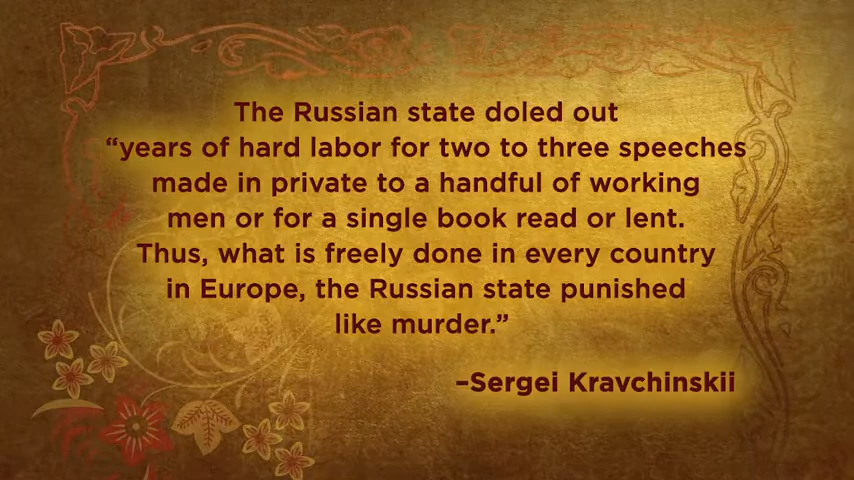 The Russian state doled out
“years of hard labor for two to three speeches
made in private to a handful of working
men or for a single book read or lent.
Thus, what is freely done in every country
in Europe, the Russian state punished
like murder.”
–Sergei Kravchinskii